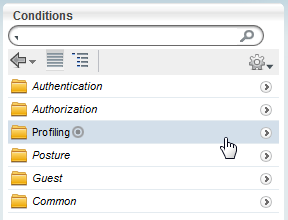 Conditions
Authentication
Authorization
Profiling
Posture
Guest
Common